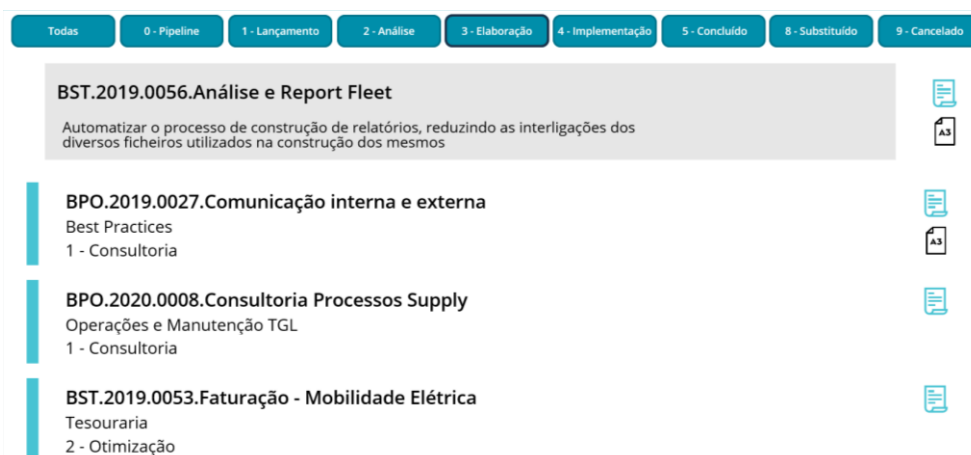 Todas
0 - Pipeline
1 - Lançamento
2 - Análise
3 - Elaboração
4 - Implementação
5 - Concluído
8 - Substituído
9 - Cancelado
BST.2019.0056.Análise e Report Fleet
Automatizar o processo de construção de relatórios, reduzindo as interligações dos
diversos ficheiros utilizados na construção dos mesmos
A3
BPO.2019.0027.Comunicação interna e externa
Best Practices
1 - Consultoria
A3
BPO.2020.0008.Consultoria Processos Supply
Operações e Manutenção TGL
1 - Consultoria
BST.2019.0053.Faturação - Mobilidade Elétrica
Tesouraria
2 - Otimização